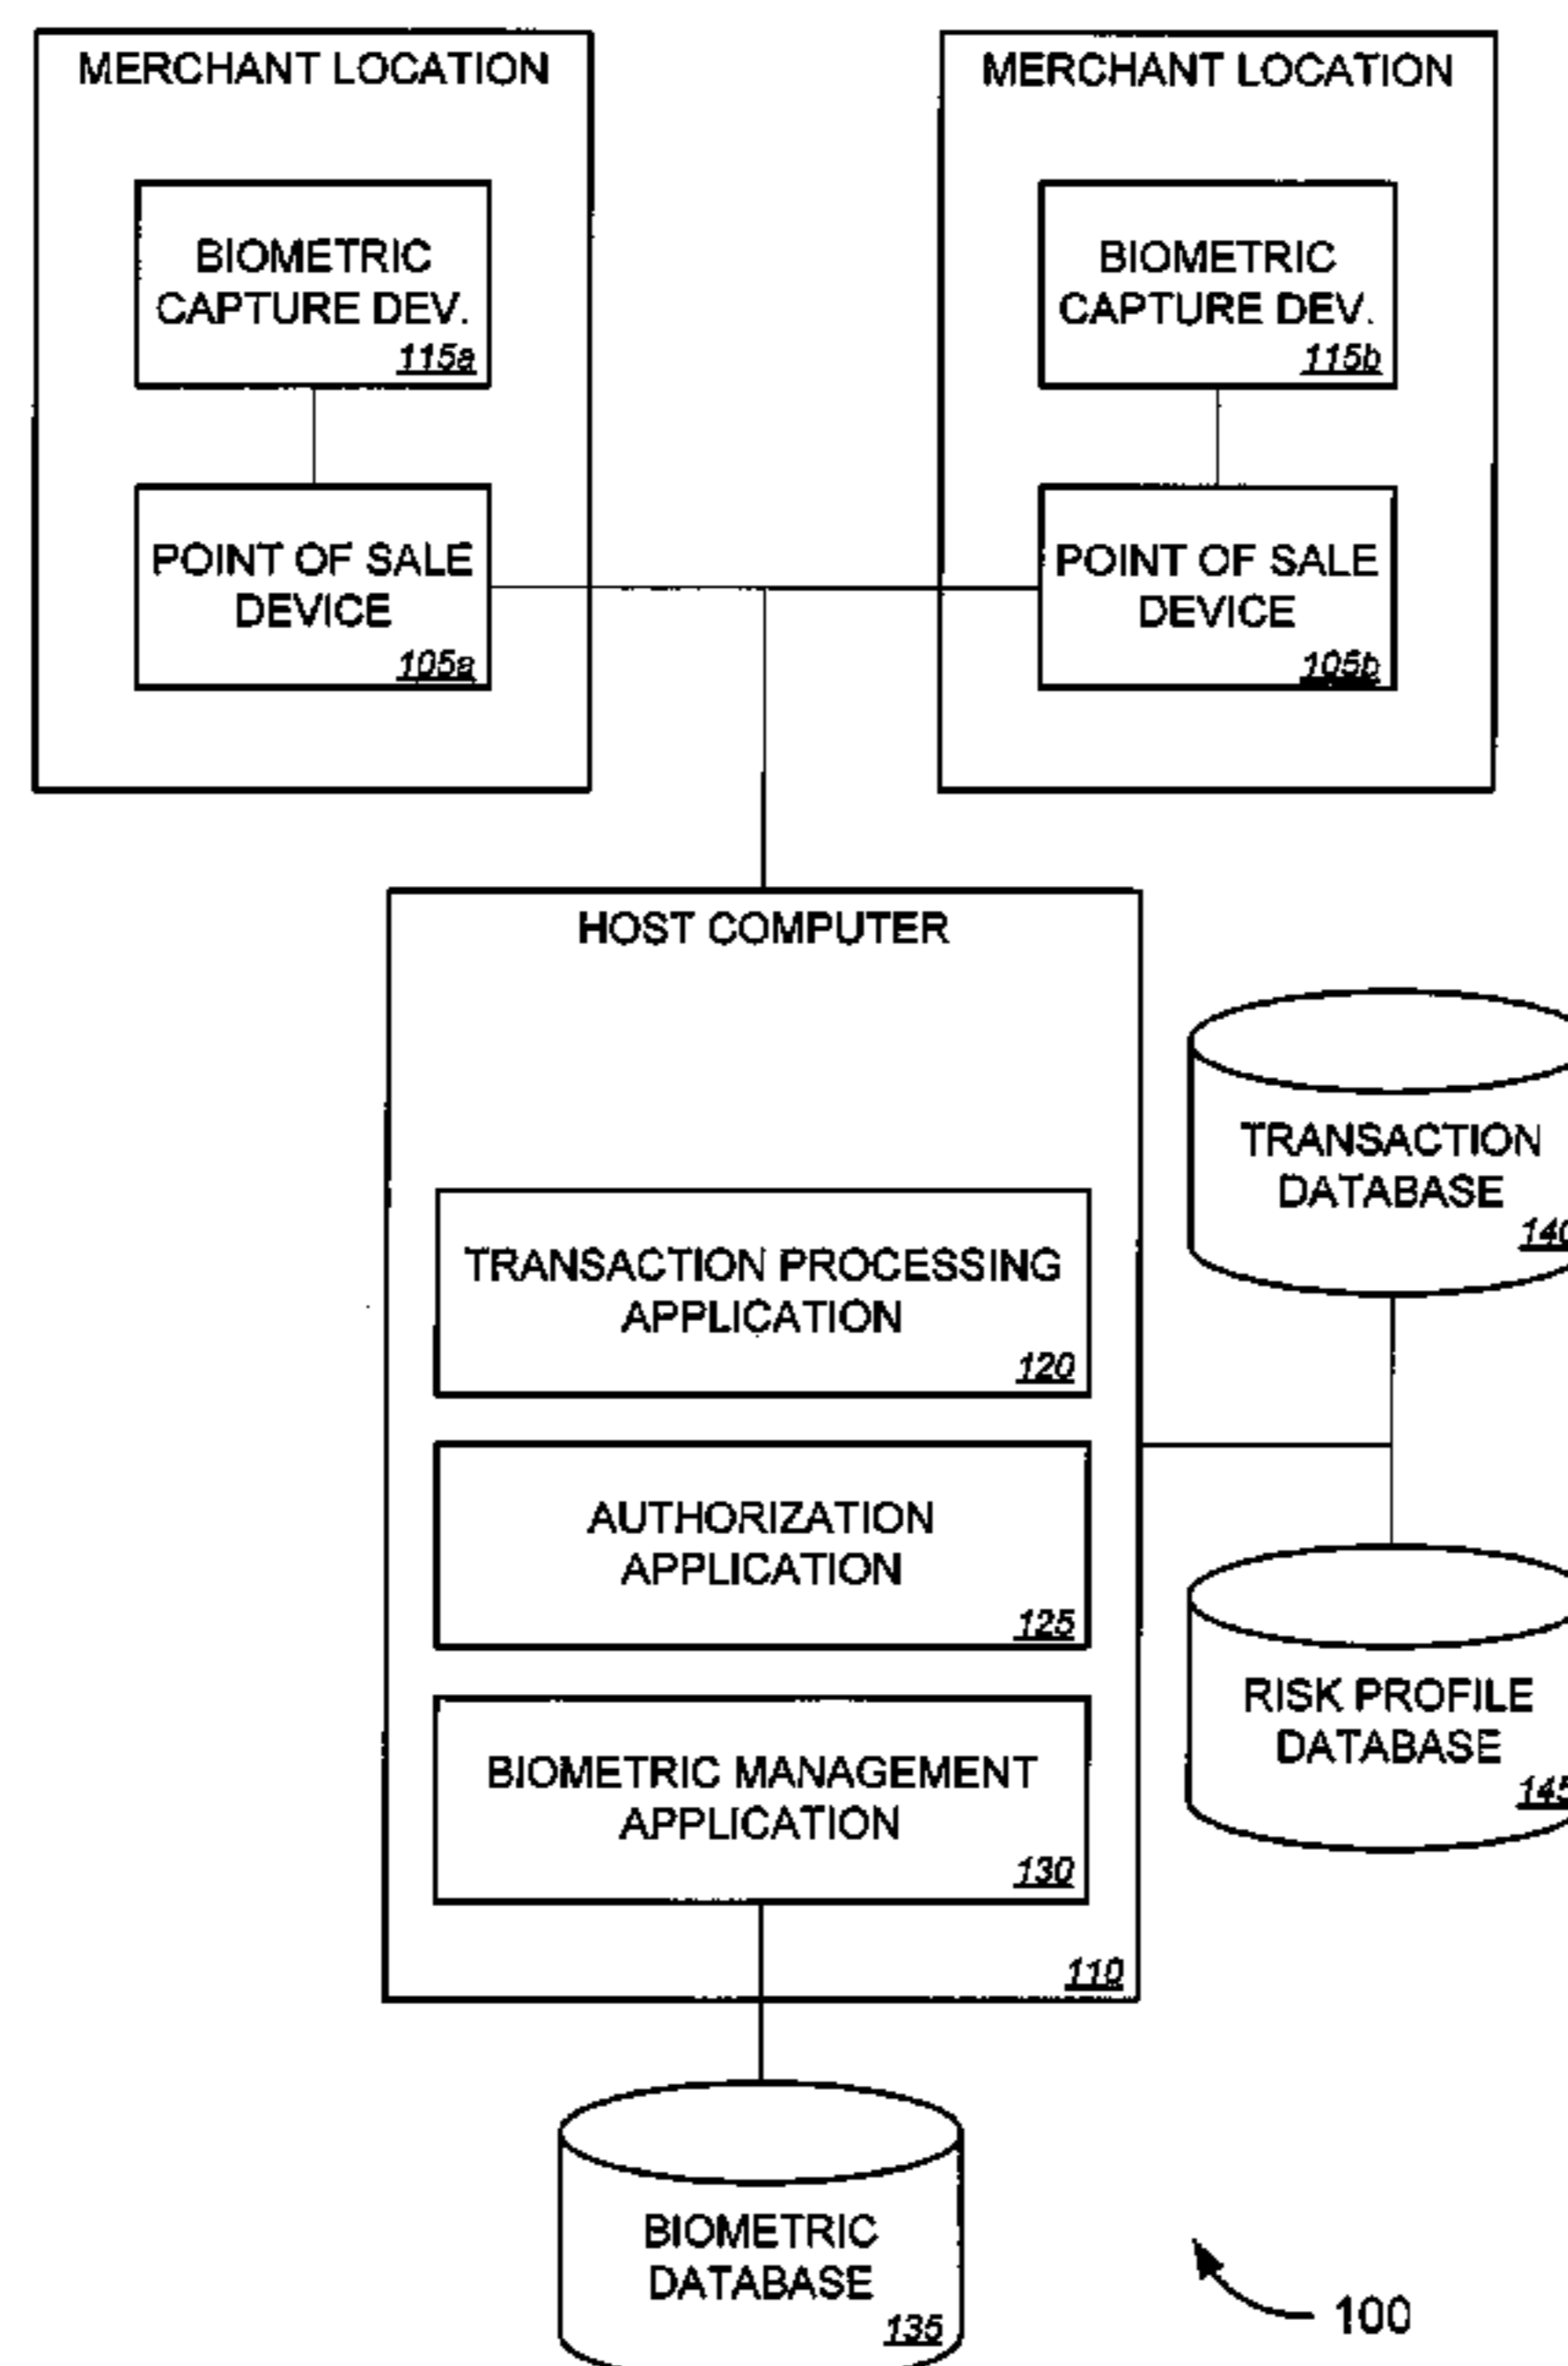 MERCHANT LOCATION
BIOMETRIC
CAPTURE DEV.
115a
POINT OF SALE
DEVICE
105a
MERCHANT LOCATION
BIOMETRIC
CAPTURE DEV.
115b
POINT OF SALE
DEVICE
105b
HOST COMPUTER
TRANSACTION PROCESSING
APPLICATION
120
AUTHORIZATION
APPLICATION
125
BIOMETRIC MANAGEMENT
APPLICATION
130
110
TRANSACTION
DATABASE
140
RISK PROFILE
DATABASE
145
BIOMETRIC
DATABASE
135
100